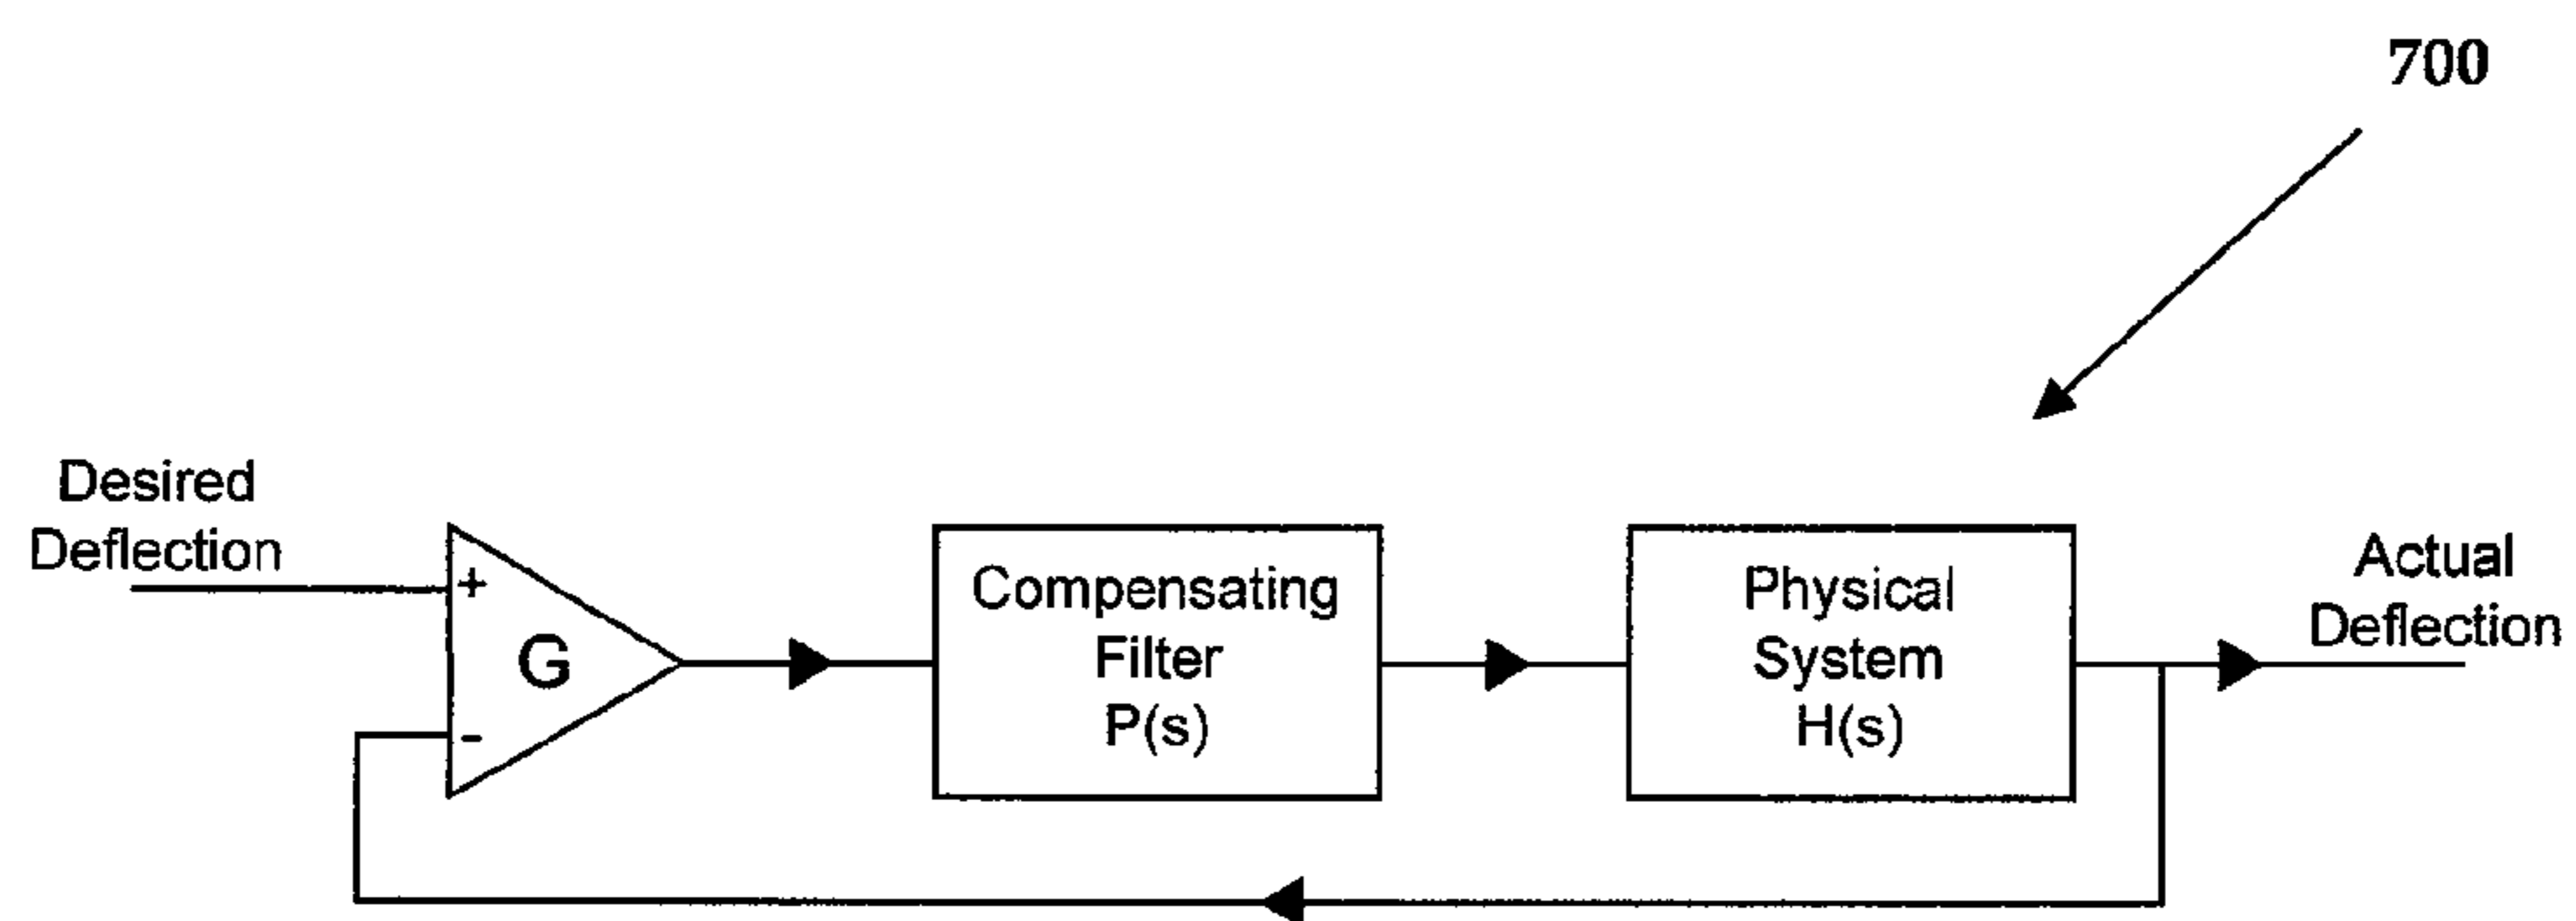 700
Desired
Deflection
+
G
-
Compensating
Filter
P(s)
Physical
System
H(s)
Actual
Deflection